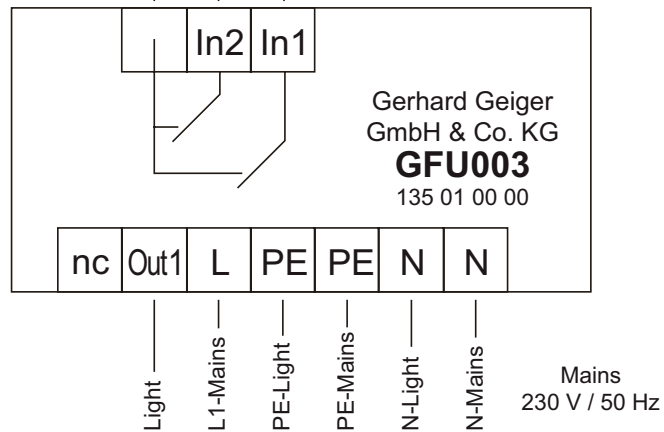 In2 In1
Gerhard Geiger
GmbH & Co. KG
GFU003
135 01 00 00
nc Out1 L PE PE N N
Light
L1-Mains
PE-Light
PE-Mains
N-Light
N-Mains
Mains
230 V / 50 Hz